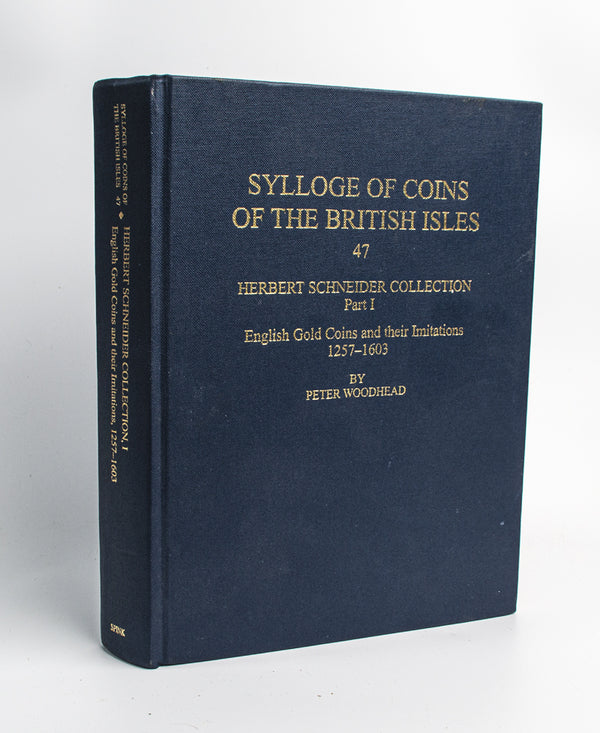 SYLLOGE OF COINS OF
THE BRITISH ISLES 47
HERBERT SCHNEIDER COLLECTION, I
English Gold Coins and their Imitations, 1257–1603
SPINK
SYLLOGE OF COINS
OF THE BRITISH ISLES
47
HERBERT SCHNEIDER COLLECTION
Part I
English Gold Coins and their Imitations
1257–1603
BY
PETER WOODHEAD